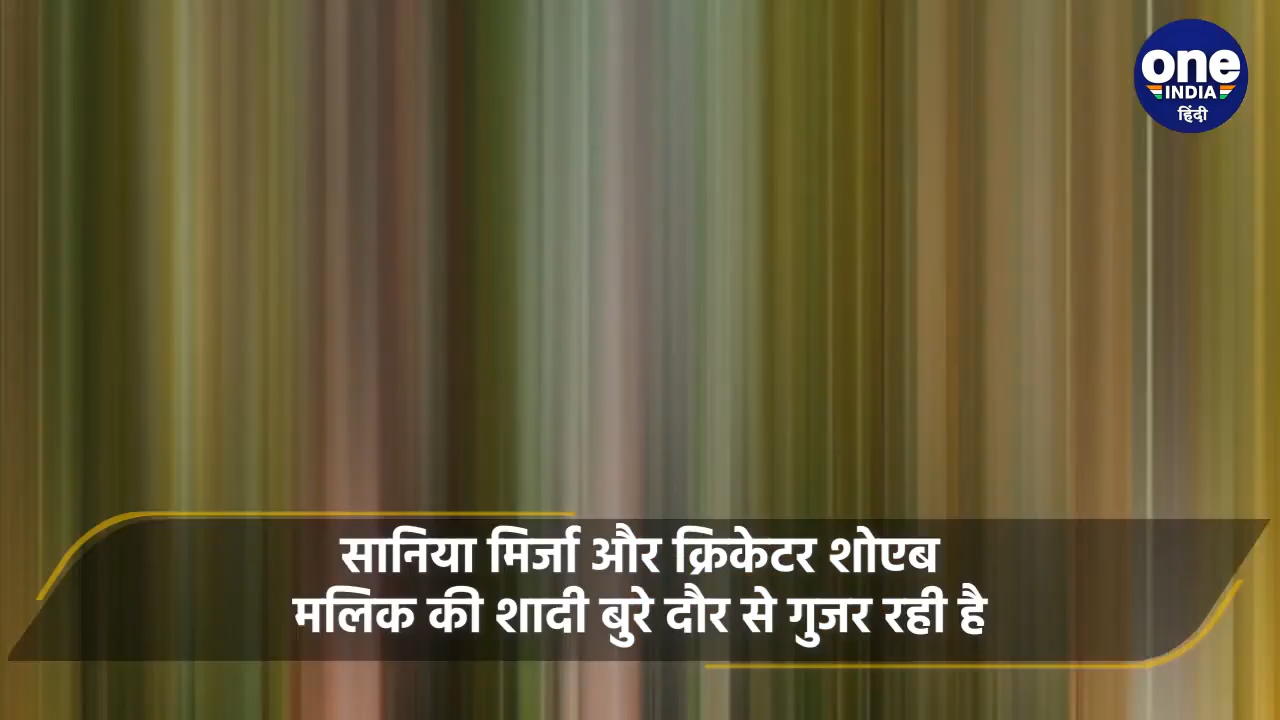 one
INDIA
हिंदी
सानिया मिर्जा और क्रिकेटर शोएब
मलिक की शादी बुरे दौर से गुजर रही है